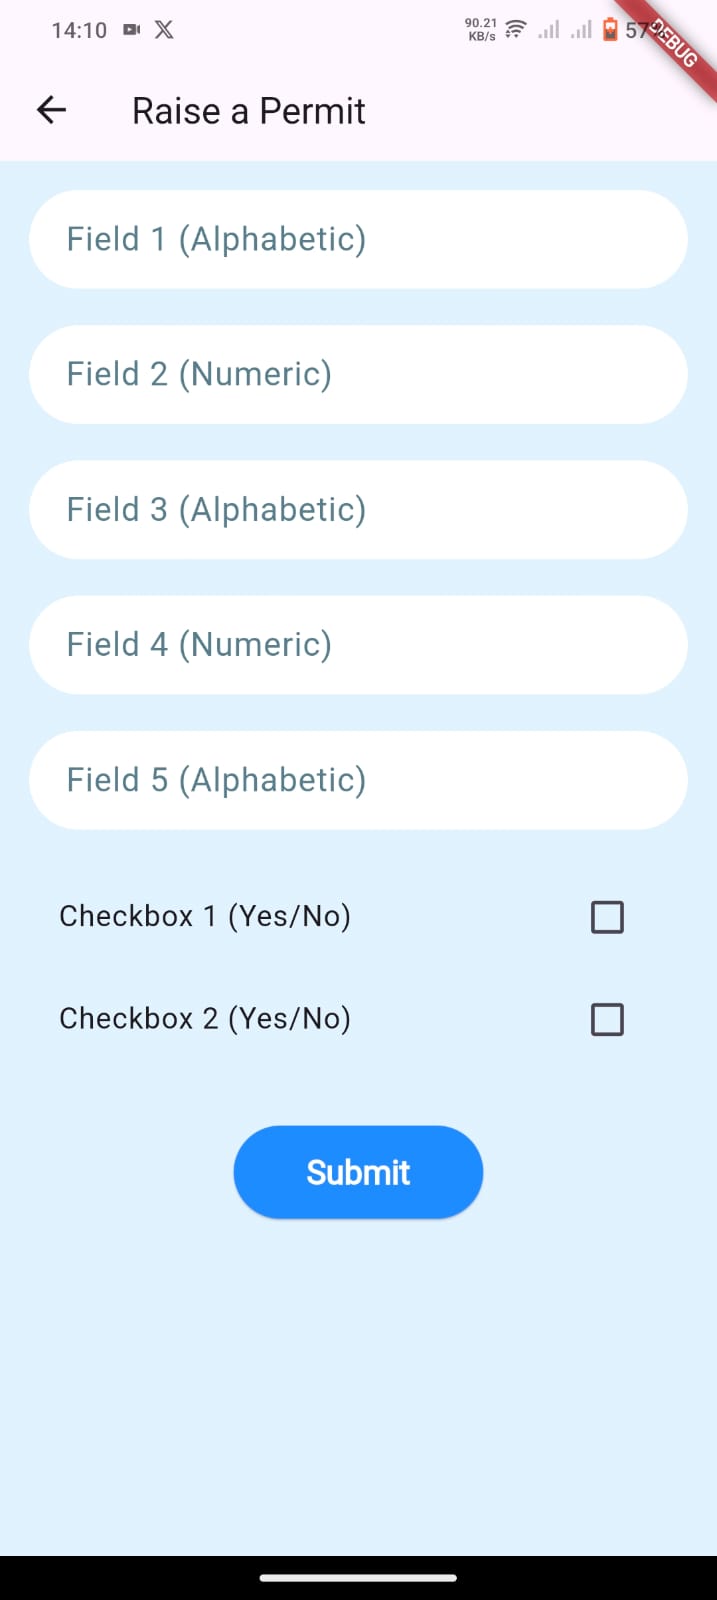 14:10
90.21
KB/s
57%
DEBUG
Raise a Permit
Field 1 (Alphabetic)
Field 2 (Numeric)
Field 3 (Alphabetic)
Field 4 (Numeric)
Field 5 (Alphabetic)
Checkbox 1 (Yes/No)
Checkbox 2 (Yes/No)
Submit